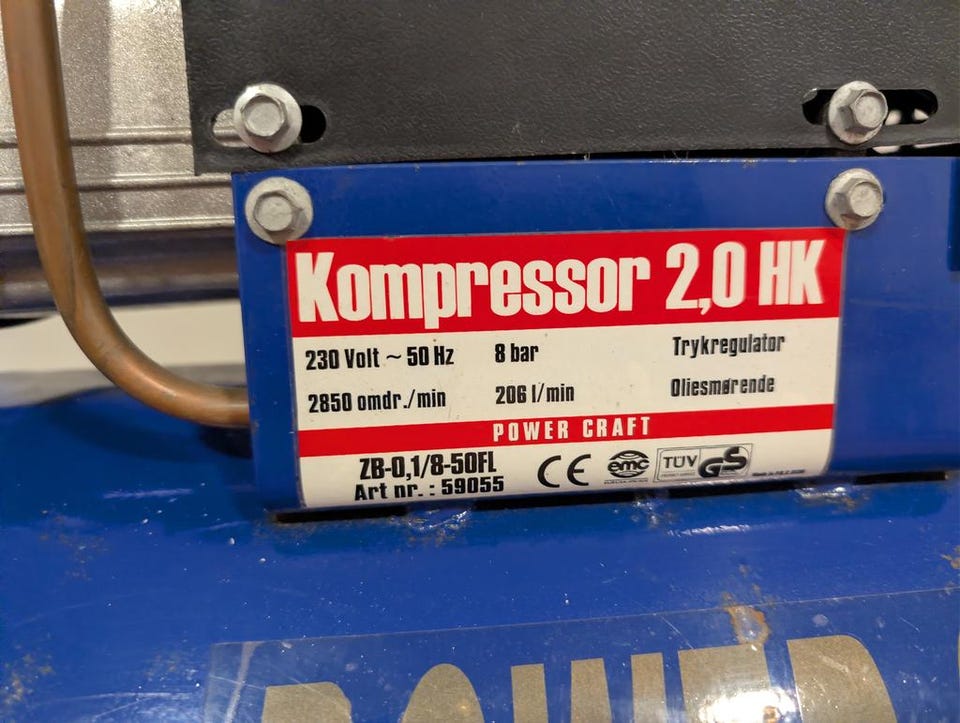 Kompressor 2,0 HK
230 Volt ~ 50 Hz 8 bar Trykregulator
2850 omdr./min 206 l/min Oliesmørende
POWER CRAFT
ZB-0,1/8-50FL
Art nr. : 59055
CE emc TÜV GS
POWER